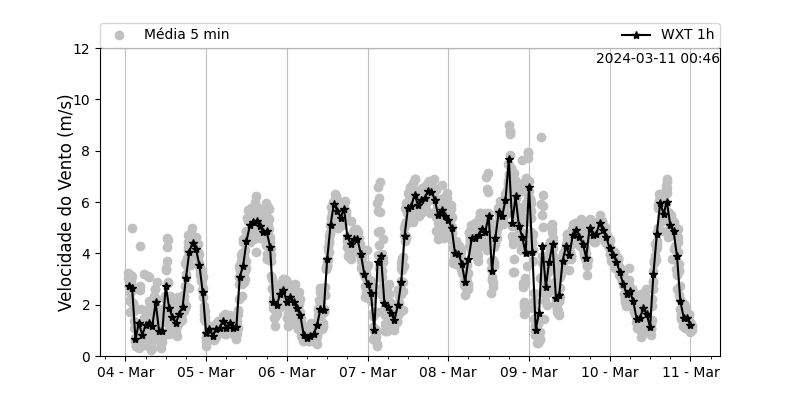 Média 5 min
WXT 1h
2024-03-11 00:46
Velocidade do Vento (m/s)
12
10
8
6
4
2
0
04 - Mar
05 - Mar
06 - Mar
07 - Mar
08 - Mar
09 - Mar
10 - Mar
11 - Mar